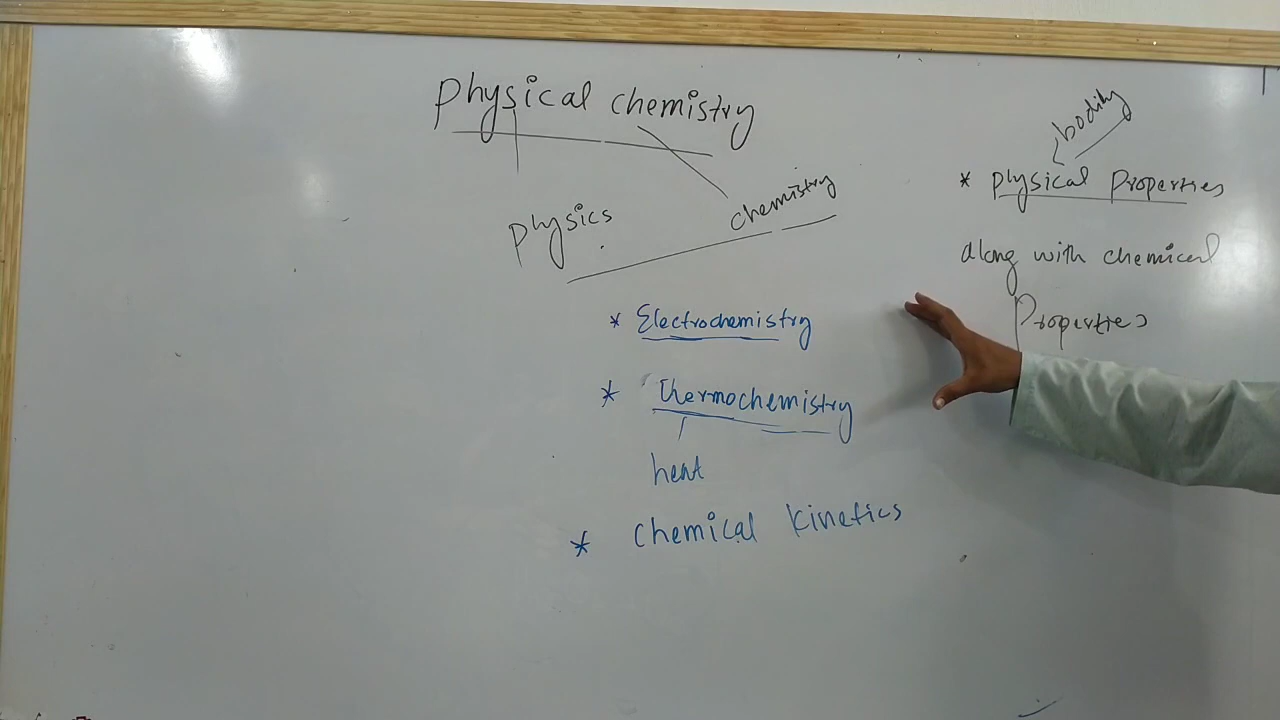 Physical chemistry
physics chemistry
* Electrochemistry
* Thermochemistry
heat
* Chemical Kinetics
bodily
* physical Properties
along with chemical
Properties